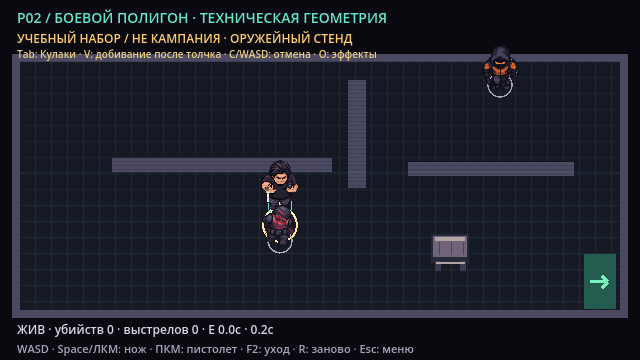 P02 / БОЕВОЙ ПОЛИГОН · ТЕХНИЧЕСКАЯ ГЕОМЕТРИЯ
УЧЕБНЫЙ НАБОР / НЕ КАМПАНИЯ · ОРУЖЕЙНЫЙ СТЕНД
Tab: Кулаки · V: добивание после толчка · C/WASD: отмена · O: эффекты
ЖИВ · убийств 0 · выстрелов 0 · E 0.0с · 0.2с
WASD · Space/ЛКМ: нож · ПКМ: пистолет · F2: уход · R: заново · Esc: меню